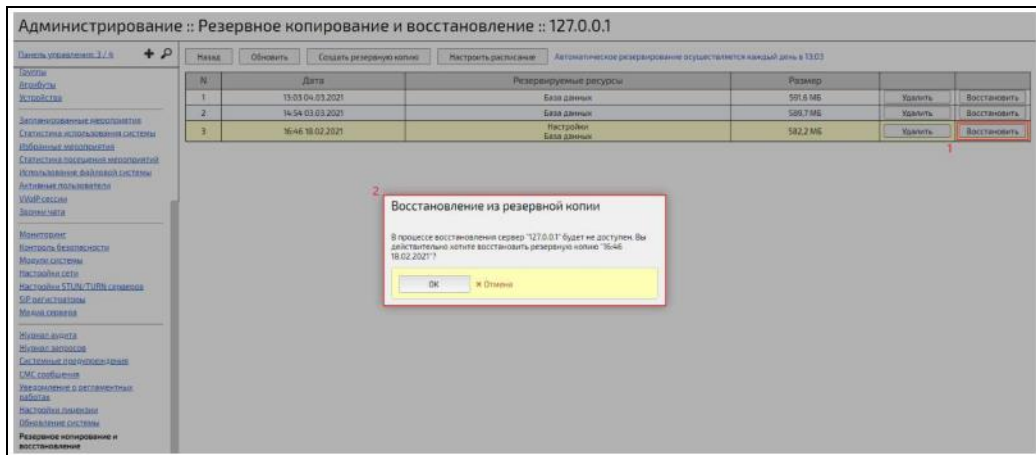 Администрирование :: Резервное копирование и восстановление :: 127.0.0.1
Панель управления: 3 / 4
Назад Обновить Создать резервную копию Настроить расписание Автоматическое резервирование осуществляется каждый день в 13:03
Группы
Атрибуты
Устройства
Запланированные мероприятия
Статистика использования системы
Избранные мероприятия
Статистика посещения мероприятий
Использование файловой системы
Активные пользователи
VVoIP сессии
Звонки чата
Мониторинг
Контроль безопасности
Модули системы
Настройки сети
Настройки STUN/TURN серверов
SIP регистраторы
Медиа сервера
Журнал аудита
Журнал запросов
Системные предупреждения
СМС сообщения
Уведомление о регламентных
работах
Настройки лицензии
Обновление системы
Резервное копирование и
восстановление
N Дата Резервируемые ресурсы Размер
1 13:03 04.03.2021 База данных 591,6 МБ Удалить Восстановить
2 14:54 03.03.2021 База данных 589,7 МБ Удалить Восстановить
3 16:46 18.02.2021 Настройки
База данных 582,2 МБ Удалить Восстановить
1
2
Восстановление из резервной копии
В процессе восстановления сервер "127.0.0.1" будет не доступен. Вы
действительно хотите восстановить резервную копию "16:46
18.02.2021"?
OK Отмена